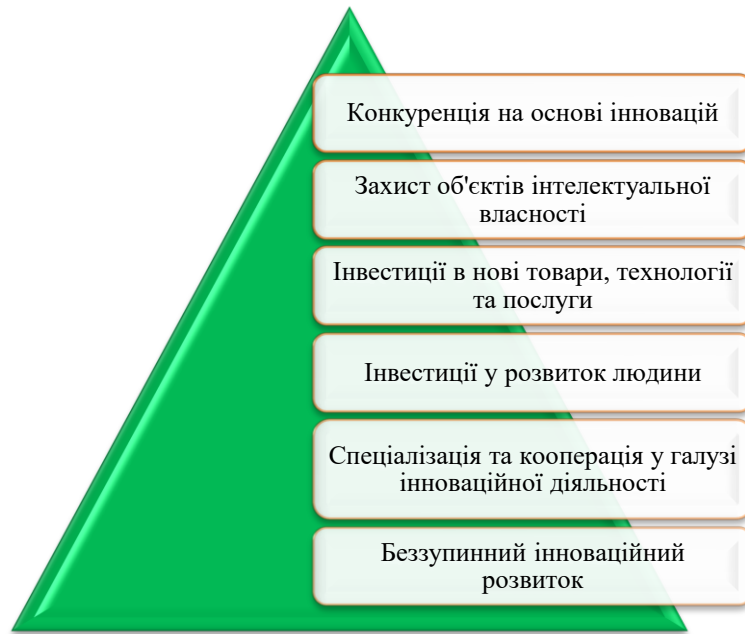 Конкуренція на основі інновацій
Захист об'єктів інтелектуальної
власності
Інвестиції в нові товари, технології
та послуги
Інвестиції у розвиток людини
Спеціалізація та кооперація у галузі
інноваційної діяльності
Беззупинний інноваційний
розвиток